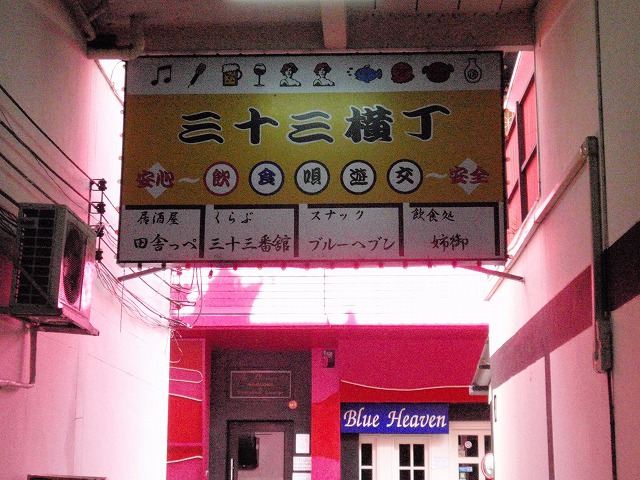 三十三横丁
安心～飲食唄遊交～安全
居酒屋 くらぶ スナック 飲食処
田舎っぺ 三十三番舘 ブルーヘブン 姉御
Blue Heaven